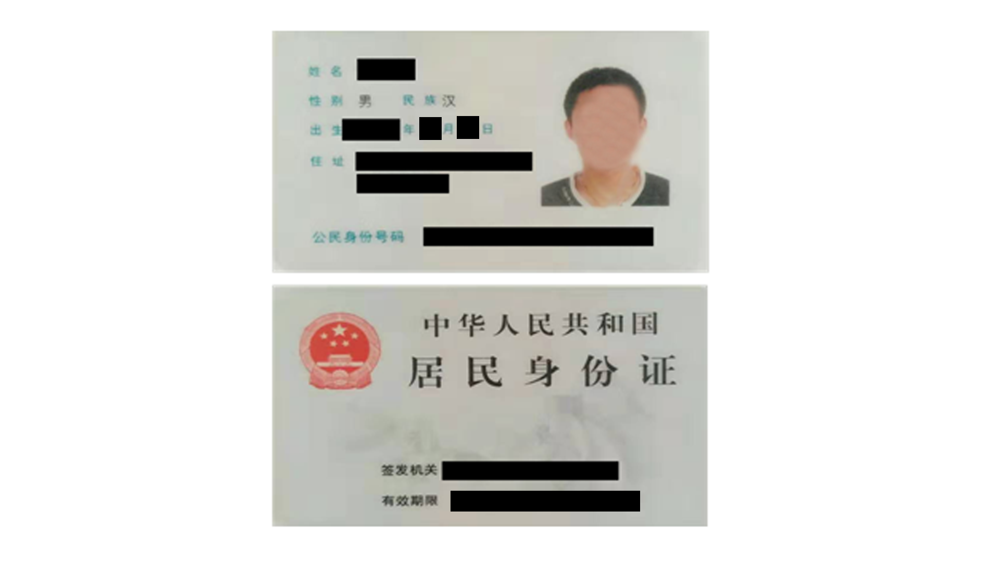 姓名
性别 男 民族 汉
出生 年 月 日
住址
公民身份号码
中华人民共和国
居民身份证
签发机关
有效期限